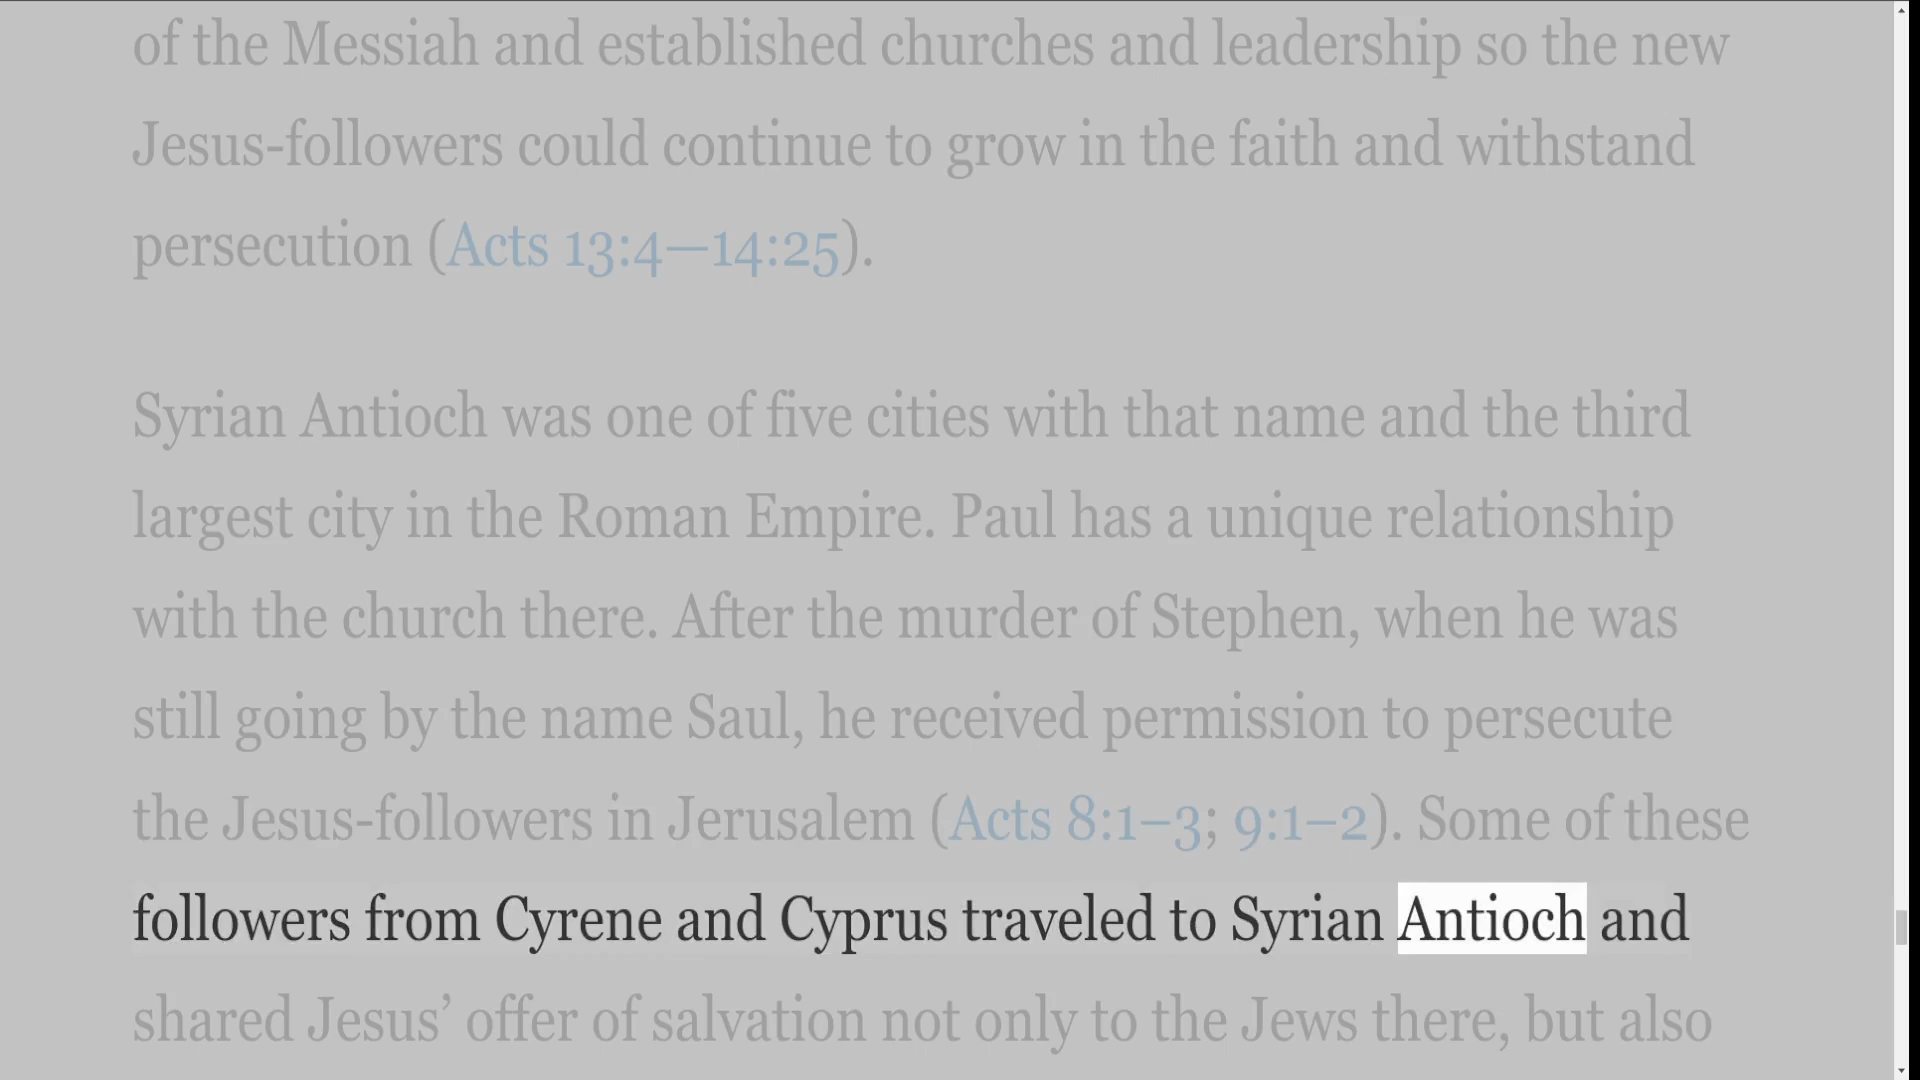 of the Messiah and established churches and leadership so the new
Jesus-followers could continue to grow in the faith and withstand
persecution (Acts 13:4—14:25).
Syrian Antioch was one of five cities with that name and the third
largest city in the Roman Empire. Paul has a unique relationship
with the church there. After the murder of Stephen, when he was
still going by the name Saul, he received permission to persecute
the Jesus-followers in Jerusalem (Acts 8:1–3; 9:1–2). Some of these
followers from Cyrene and Cyprus traveled to Syrian Antioch and
shared Jesus’ offer of salvation not only to the Jews there, but also